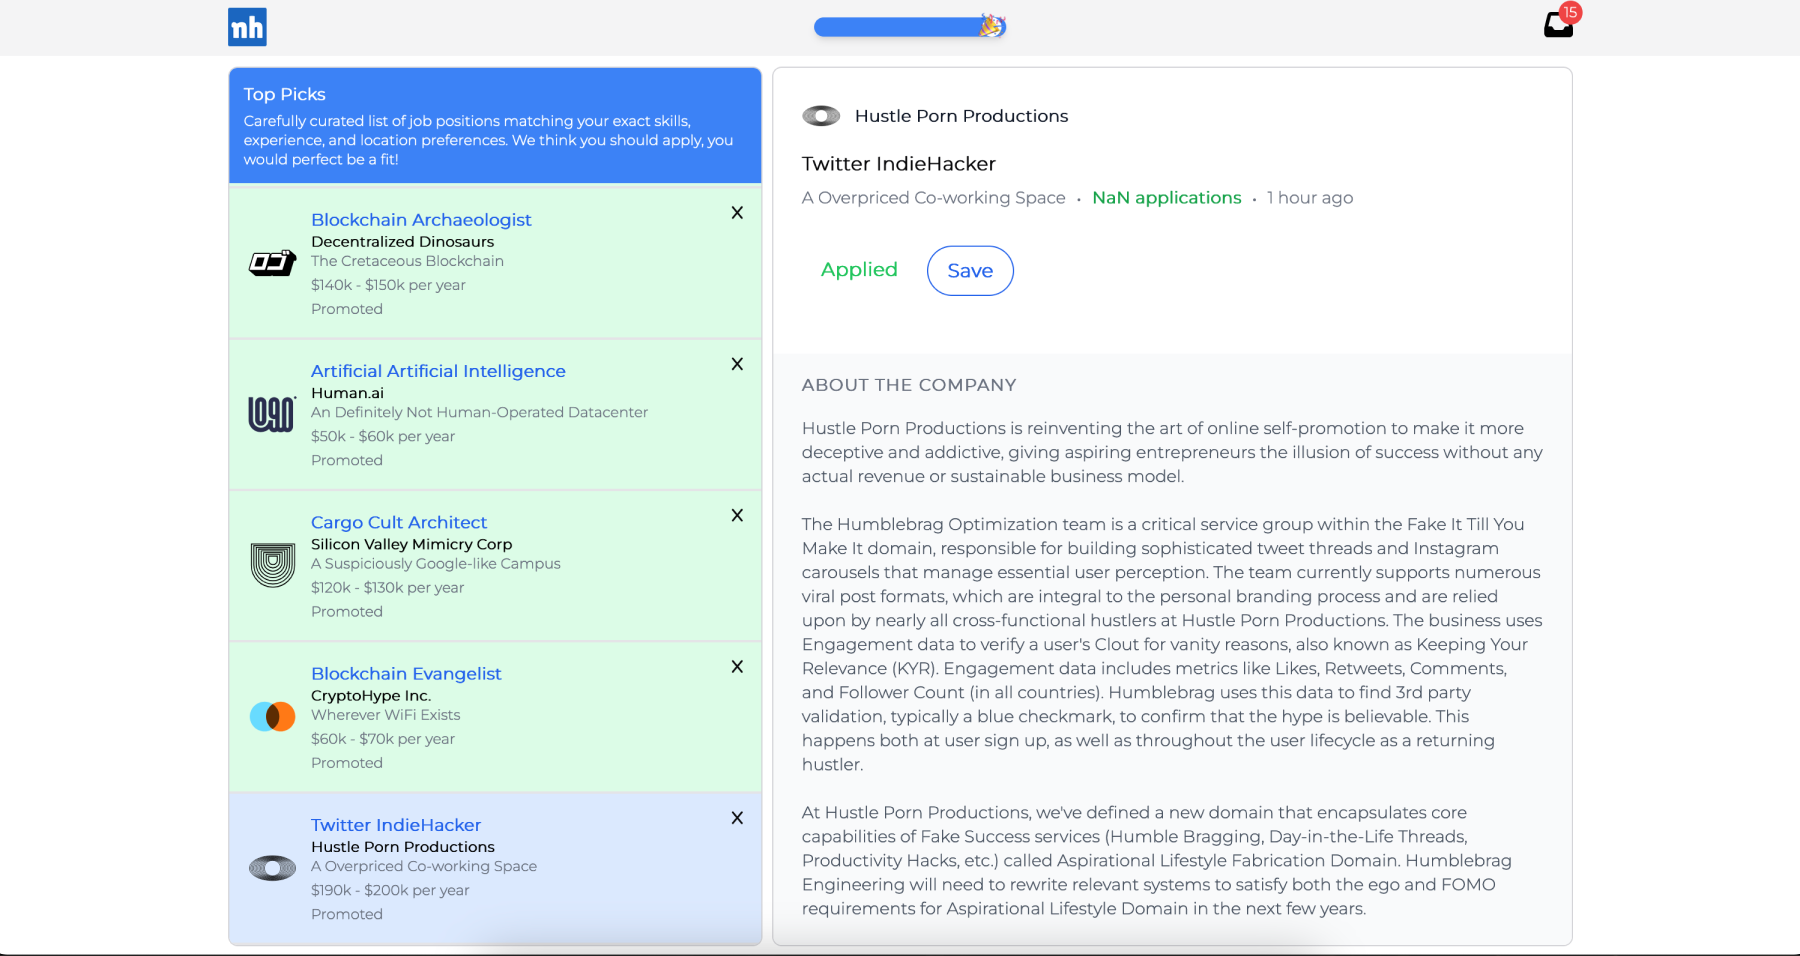 nh
15
Top Picks
Carefully curated list of job positions matching your exact skills,
experience, and location preferences. We think you should apply, you
would perfect be a fit!
Blockchain Archaeologist
X
Decentralized Dinosaurs
The Cretaceous Blockchain
$140k - $150k per year
Promoted
Artificial Artificial Intelligence
X
Human.ai
An Definitely Not Human-Operated Datacenter
$50k - $60k per year
Promoted
Cargo Cult Architect
X
Silicon Valley Mimicry Corp
A Suspiciously Google-like Campus
$120k - $130k per year
Promoted
Blockchain Evangelist
X
CryptoHype Inc.
Wherever WiFi Exists
$60k - $70k per year
Promoted
Twitter IndieHacker
X
Hustle Porn Productions
A Overpriced Co-working Space
$190k - $200k per year
Promoted
Hustle Porn Productions
Twitter IndieHacker
A Overpriced Co-working Space • NaN applications • 1 hour ago
Applied
Save
ABOUT THE COMPANY
Hustle Porn Productions is reinventing the art of online self-promotion to make it more
deceptive and addictive, giving aspiring entrepreneurs the illusion of success without any
actual revenue or sustainable business model.
The Humblebrag Optimization team is a critical service group within the Fake It Till You
Make It domain, responsible for building sophisticated tweet threads and Instagram
carousels that manage essential user perception. The team currently supports numerous
viral post formats, which are integral to the personal branding process and are relied
upon by nearly all cross-functional hustlers at Hustle Porn Productions. The business uses
Engagement data to verify a user's Clout for vanity reasons, also known as Keeping Your
Relevance (KYR). Engagement data includes metrics like Likes, Retweets, Comments,
and Follower Count (in all countries). Humblebrag uses this data to find 3rd party
validation, typically a blue checkmark, to confirm that the hype is believable. This
happens both at user sign up, as well as throughout the user lifecycle as a returning
hustler.
At Hustle Porn Productions, we've defined a new domain that encapsulates core
capabilities of Fake Success services (Humble Bragging, Day-in-the-Life Threads,
Productivity Hacks, etc.) called Aspirational Lifestyle Fabrication Domain. Humblebrag
Engineering will need to rewrite relevant systems to satisfy both the ego and FOMO
requirements for Aspirational Lifestyle Domain in the next few years.